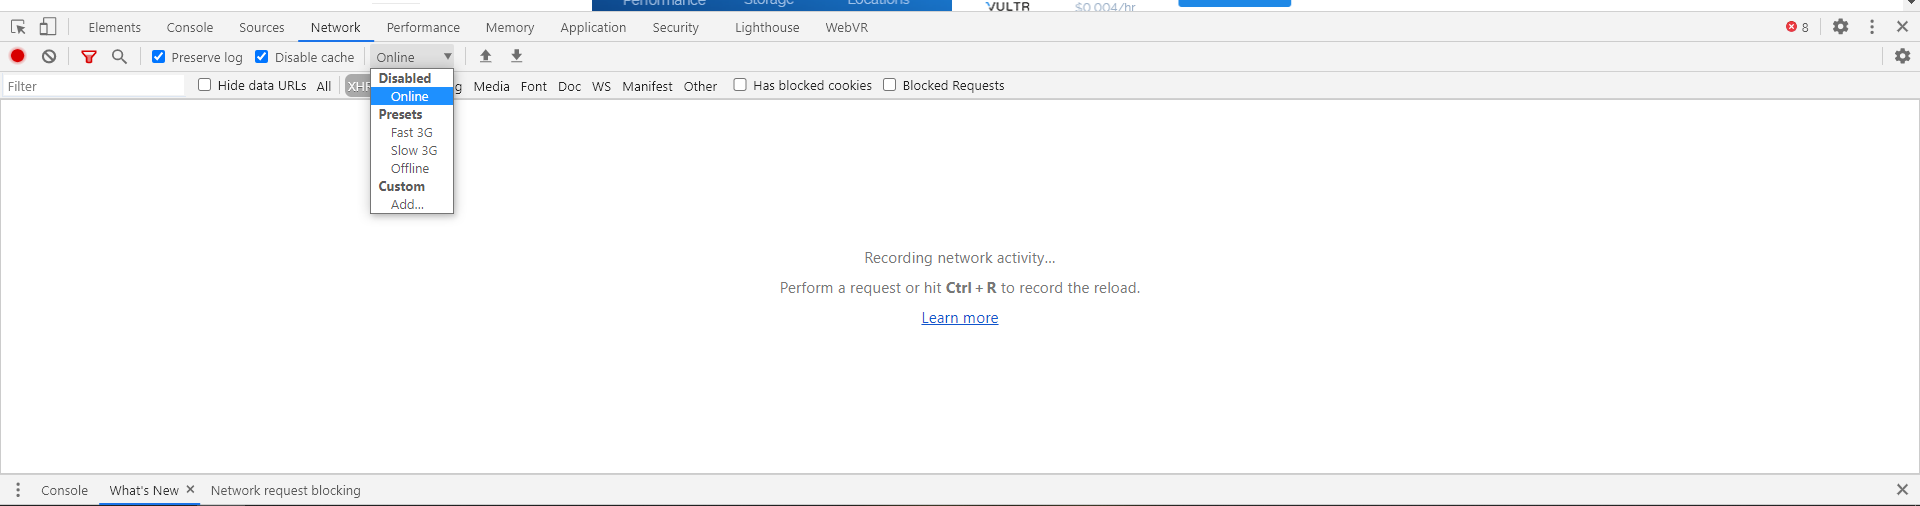 Performance Storage Locations VULTR $0.004/hr
Elements Console Sources Network Performance Memory Application Security Lighthouse WebVR 8
Preserve log Disable cache Online
Filter Hide data URLs All XHR g Media Font Doc WS Manifest Other Has blocked cookies Blocked Requests
Disabled
Online
Presets
Fast 3G
Slow 3G
Offline
Custom
Add...
Recording network activity...
Perform a request or hit Ctrl + R to record the reload.
Learn more
Console What's New Network request blocking